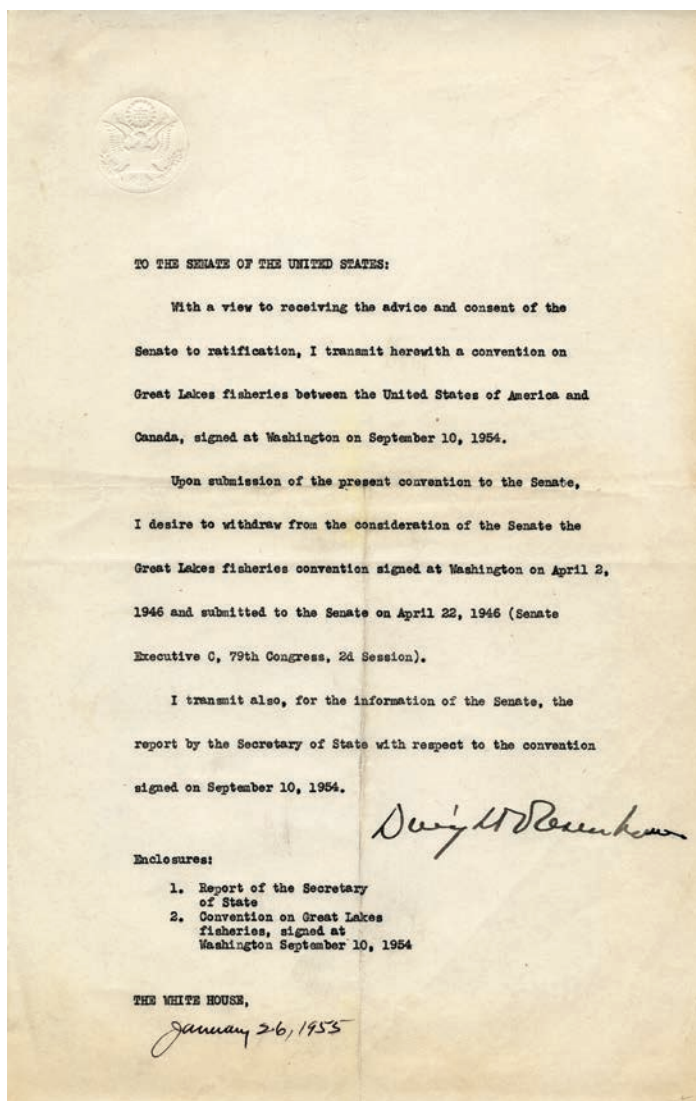 TO THE SENATE OF THE UNITED STATES:
With a view to receiving the advice and consent of the
Senate to ratification, I transmit herewith a convention on
Great Lakes fisheries between the United States of America and
Canada, signed at Washington on September 10, 1954.
Upon submission of the present convention to the Senate,
I desire to withdraw from the consideration of the Senate the
Great Lakes fisheries convention signed at Washington on April 2,
1946 and submitted to the Senate on April 22, 1946 (Senate
Executive C, 79th Congress, 2d Session).
I transmit also, for the information of the Senate, the
report by the Secretary of State with respect to the convention
signed on September 10, 1954.
Dwight D Eisenhower
Enclosures:
1. Report of the Secretary
of State
2. Convention on Great Lakes
fisheries, signed at
Washington September 10, 1954
THE WHITE HOUSE,
January 26, 1955